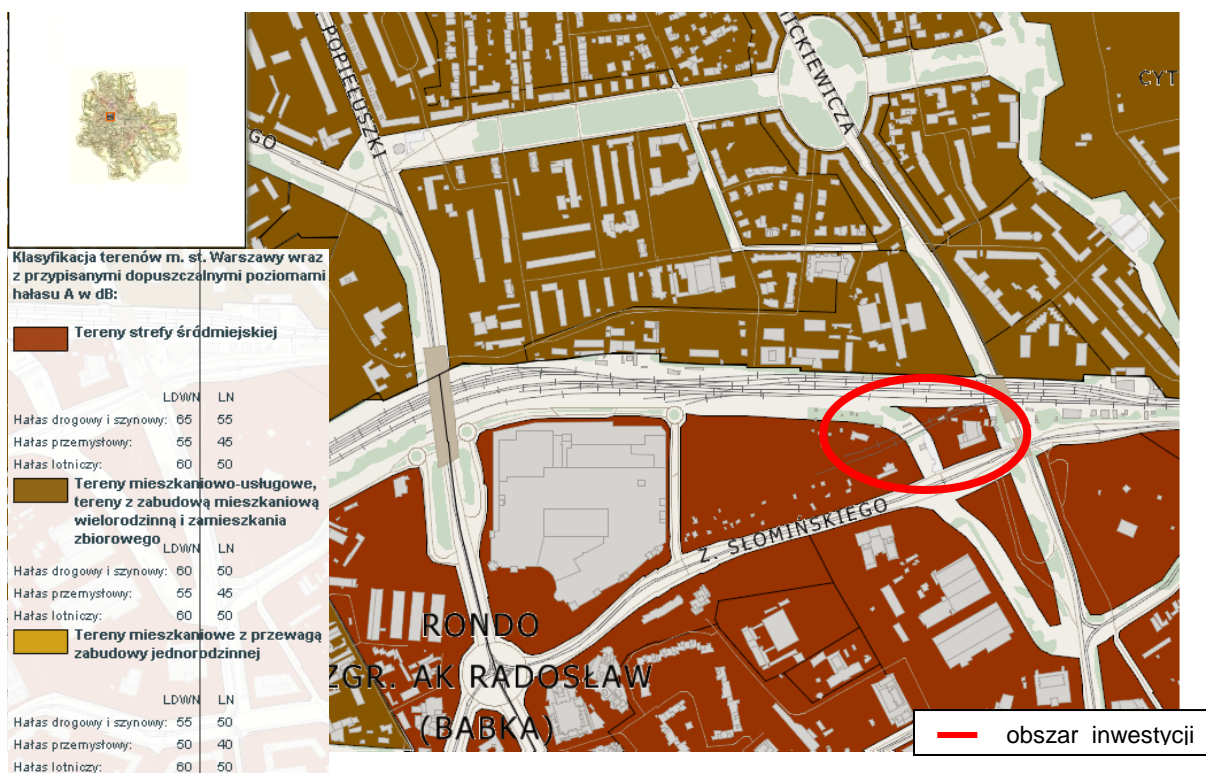 Klasyfikacja terenów m. st. Warszawy wraz
z przypisanymi dopuszczalnymi poziomami
hałasu A w dB:
Tereny strefy śródmiejskiej
LDWN LN
Hałas drogowy i szynowy: 65 55
Hałas przemysłowy: 55 45
Hałas lotniczy: 60 50
Tereny mieszkaniowo-usługowe,
tereny z zabudową mieszkaniową
wielorodzinną i zamieszkania
zbiorowego
LDWN LN
Hałas drogowy i szynowy: 60 50
Hałas przemysłowy: 55 45
Hałas lotniczy: 60 50
Tereny mieszkaniowe z przewagą
zabudowy jednorodzinnej
LDWN LN
Hałas drogowy i szynowy: 55 50
Hałas przemysłowy: 50 40
Hałas lotniczy: 60 50
POPIEŁUSZKI
EGO
ICKIEWICZA
CYT
Z. SŁOMIŃSKIEGO
RONDO
ZGR. AK RADOSŁAW
(BABKA)
obszar inwestycji